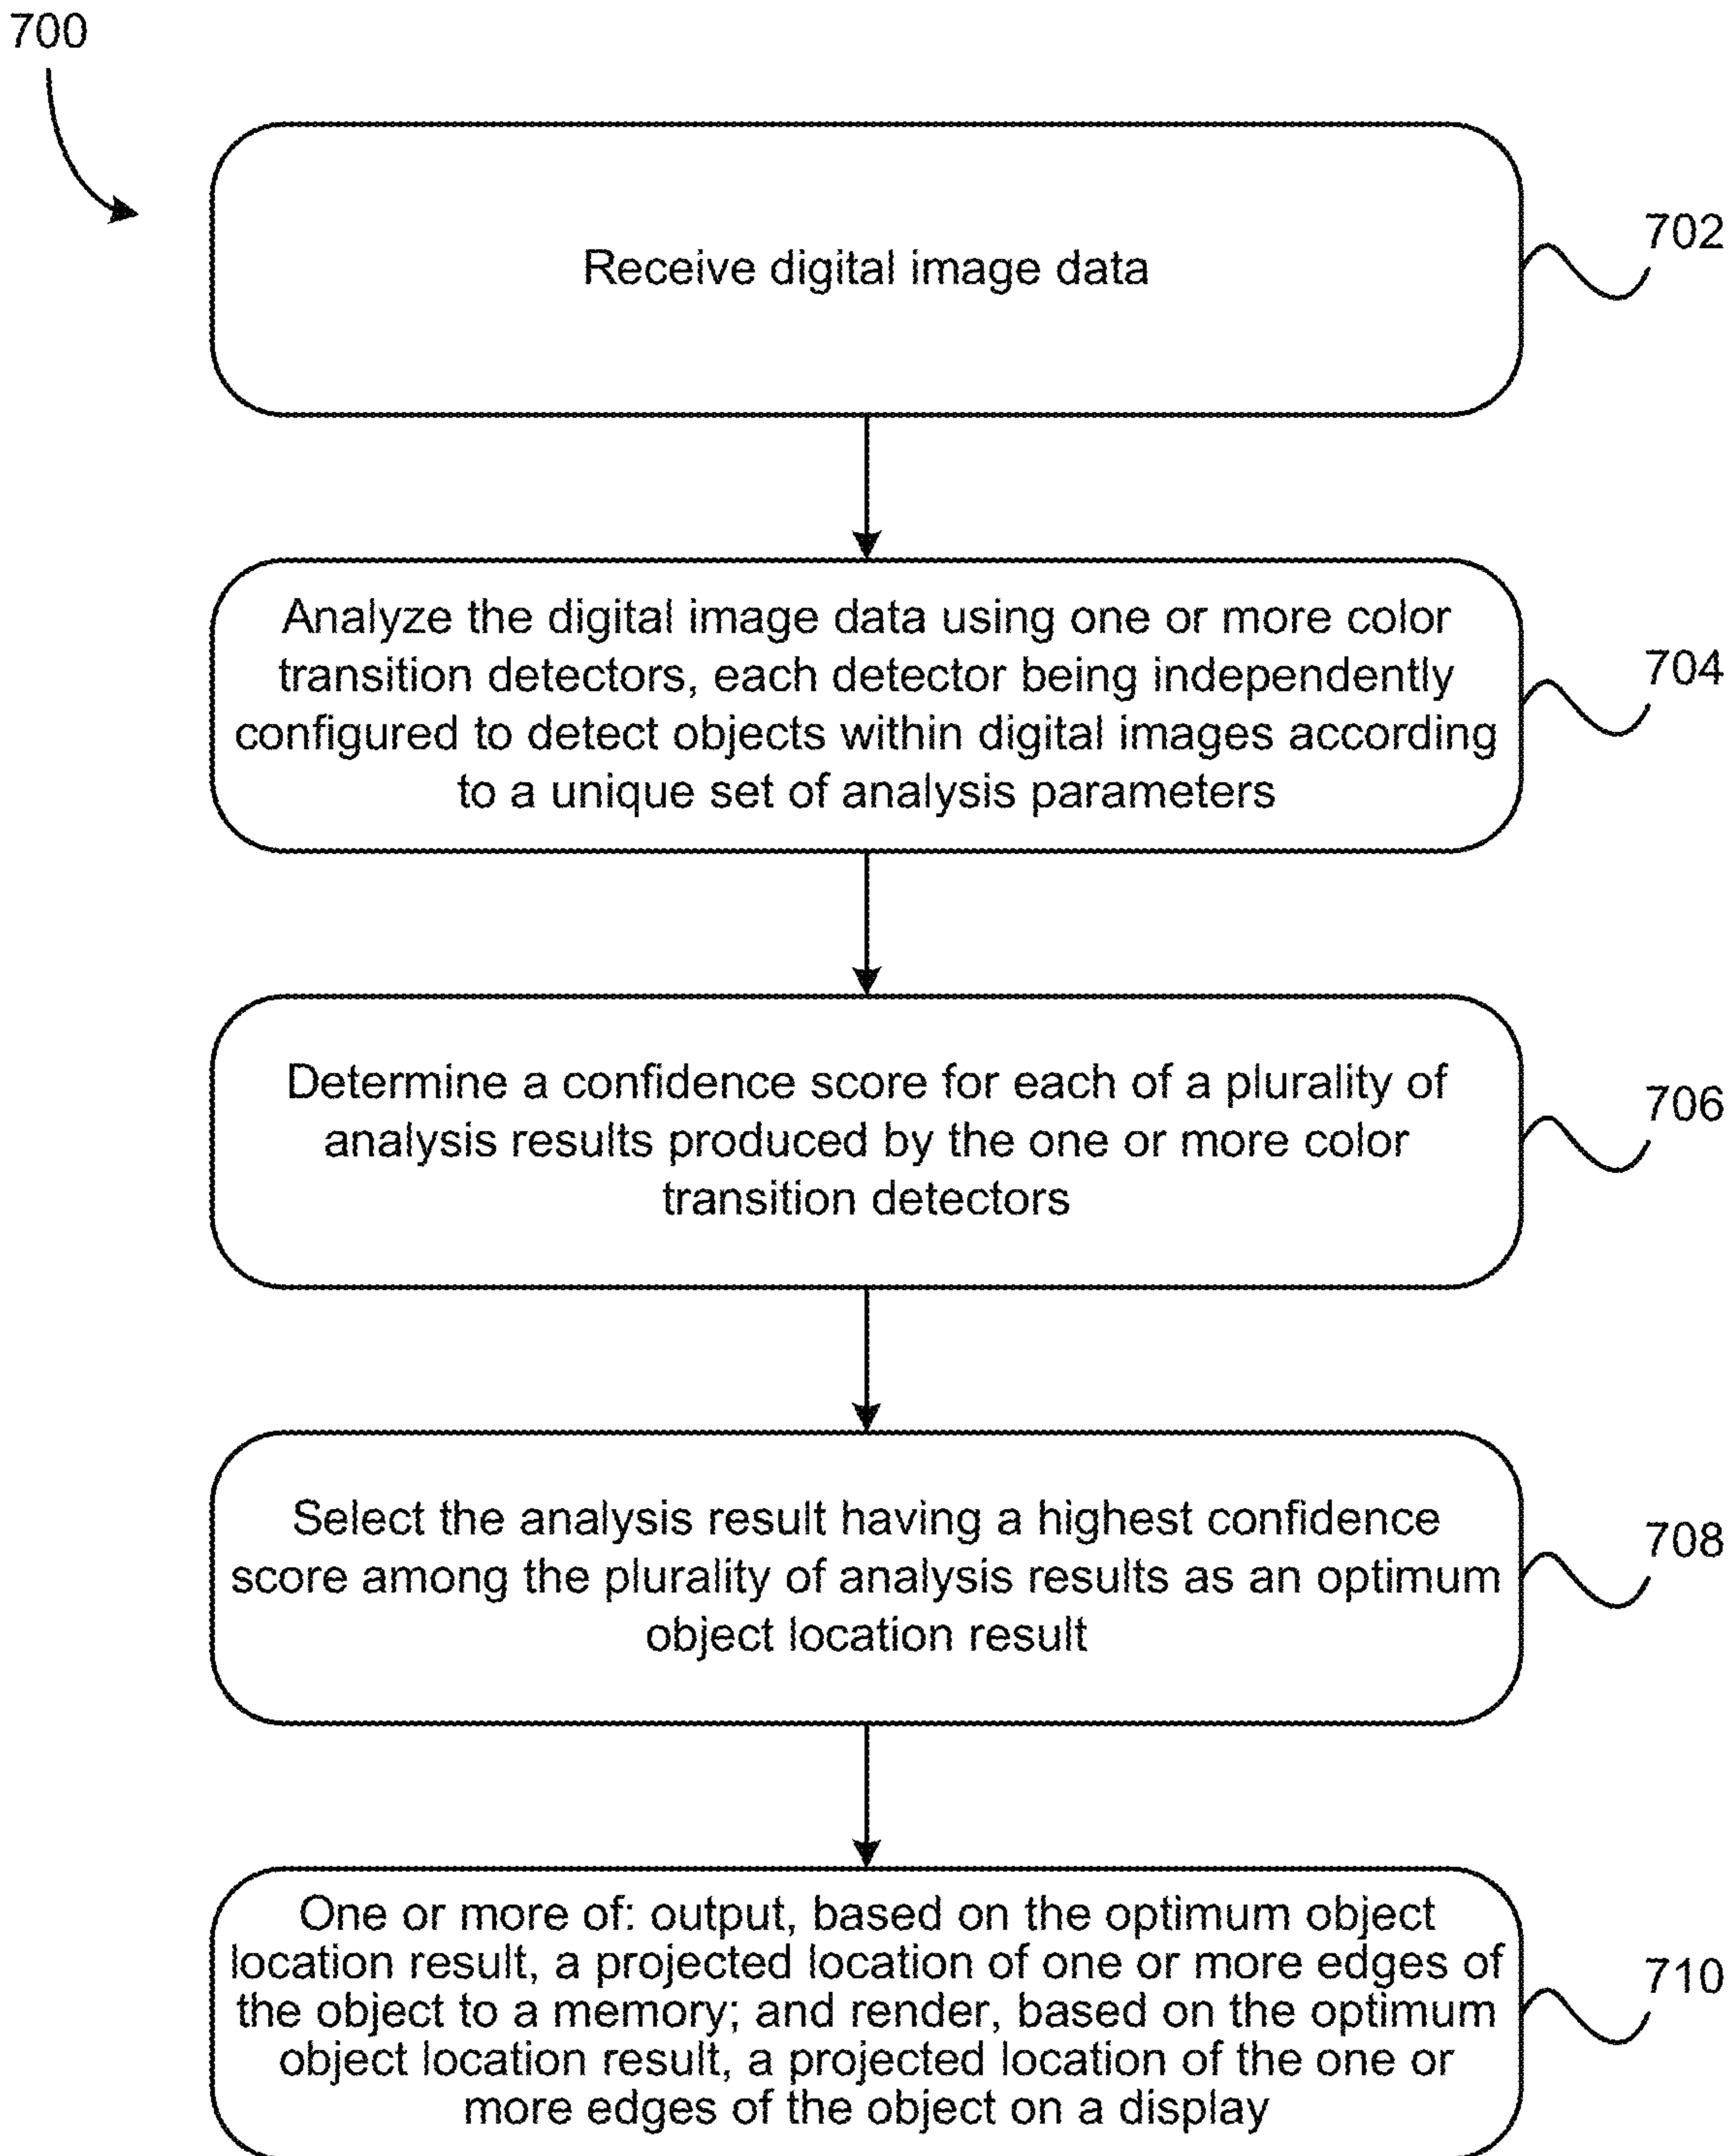 700
Receive digital image data
702
Analyze the digital image data using one or more color
transition detectors, each detector being independently
configured to detect objects within digital images according
to a unique set of analysis parameters
704
Determine a confidence score for each of a plurality of
analysis results produced by the one or more color
transition detectors
706
Select the analysis result having a highest confidence
score among the plurality of analysis results as an optimum
object location result
708
One or more of: output, based on the optimum object
location result, a projected location of one or more edges of
the object to a memory; and render, based on the optimum
object location result, a projected location of the one or
more edges of the object on a display
710